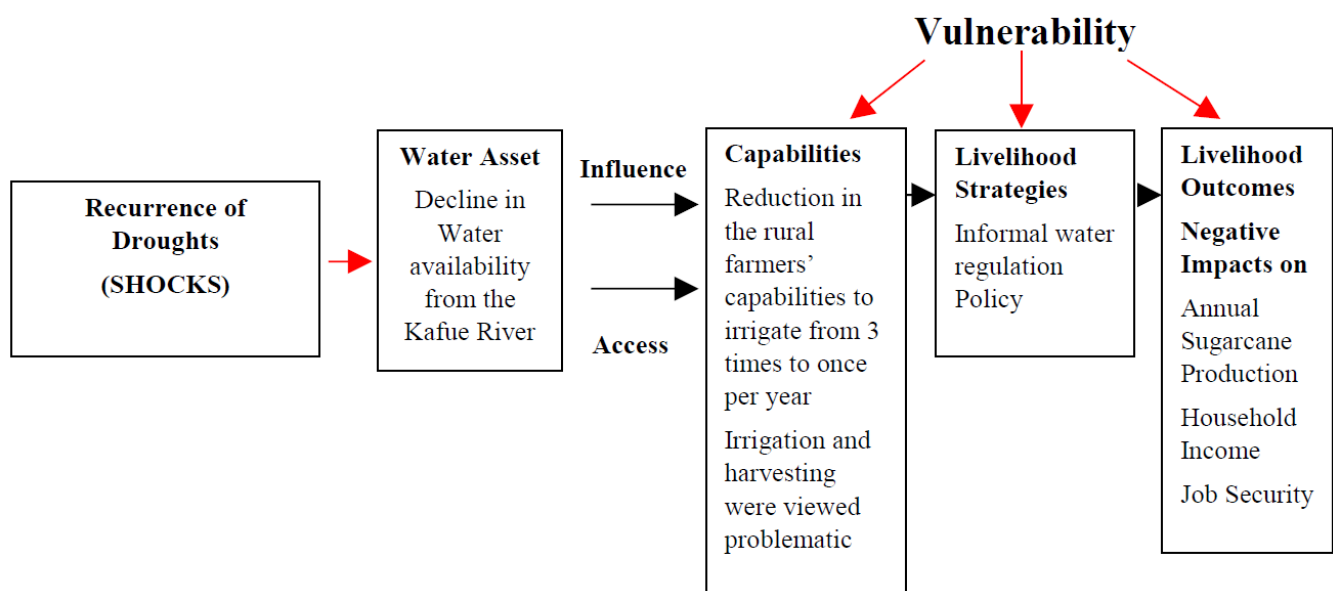 Vulnerability
Recurrence of
Droughts
(SHOCKS)
Water Asset
Decline in
Water
availability
from the
Kafue River
Influence
Access
Capabilities
Reduction in
the rural
farmers’
capabilities to
irrigate from 3
times to once
per year
Irrigation and
harvesting
were viewed
problematic
Livelihood
Strategies
Informal water
regulation
Policy
Livelihood
Outcomes
Negative
Impacts on
Annual
Sugarcane
Production
Household
Income
Job Security